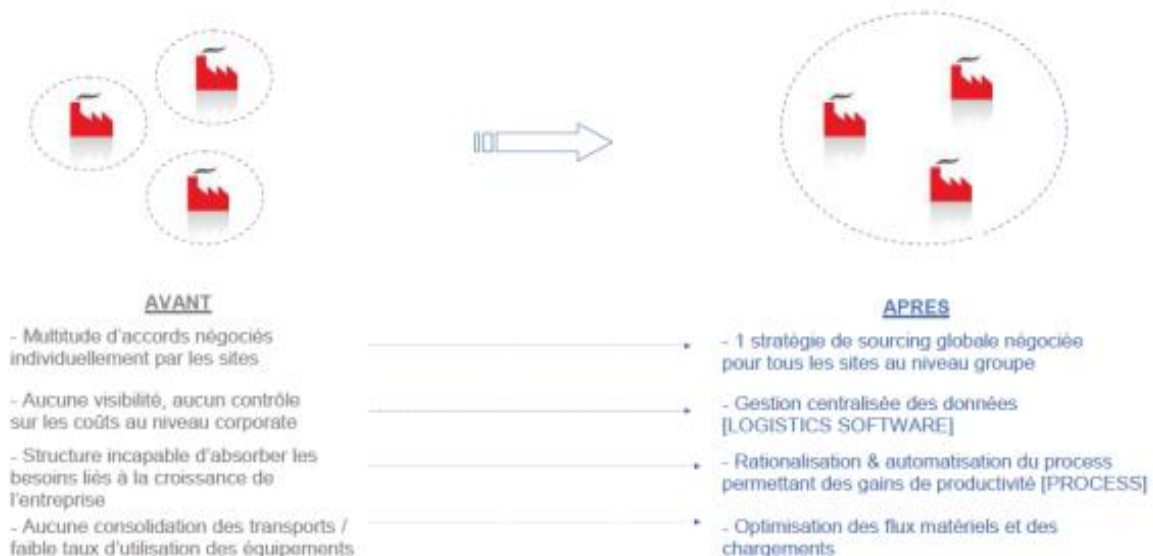 AVANT
- Multitude d'accords négociés
individuellement par les sites
- Aucune visibilité, aucun contrôle
sur les coûts au niveau corporate
- Structure incapable d'absorber les
besoins liés à la croissance de
l'entreprise
- Aucune consolidation des transports /
faible taux d'utilisation des équipements
APRES
- 1 stratégie de sourcing globale négociée
pour tous les sites au niveau groupe
- Gestion centralisée des données
[LOGISTICS SOFTWARE]
- Rationalisation & automatisation du process
permettant des gains de productivité [PROCESS]
- Optimisation des flux matériels et des
chargements